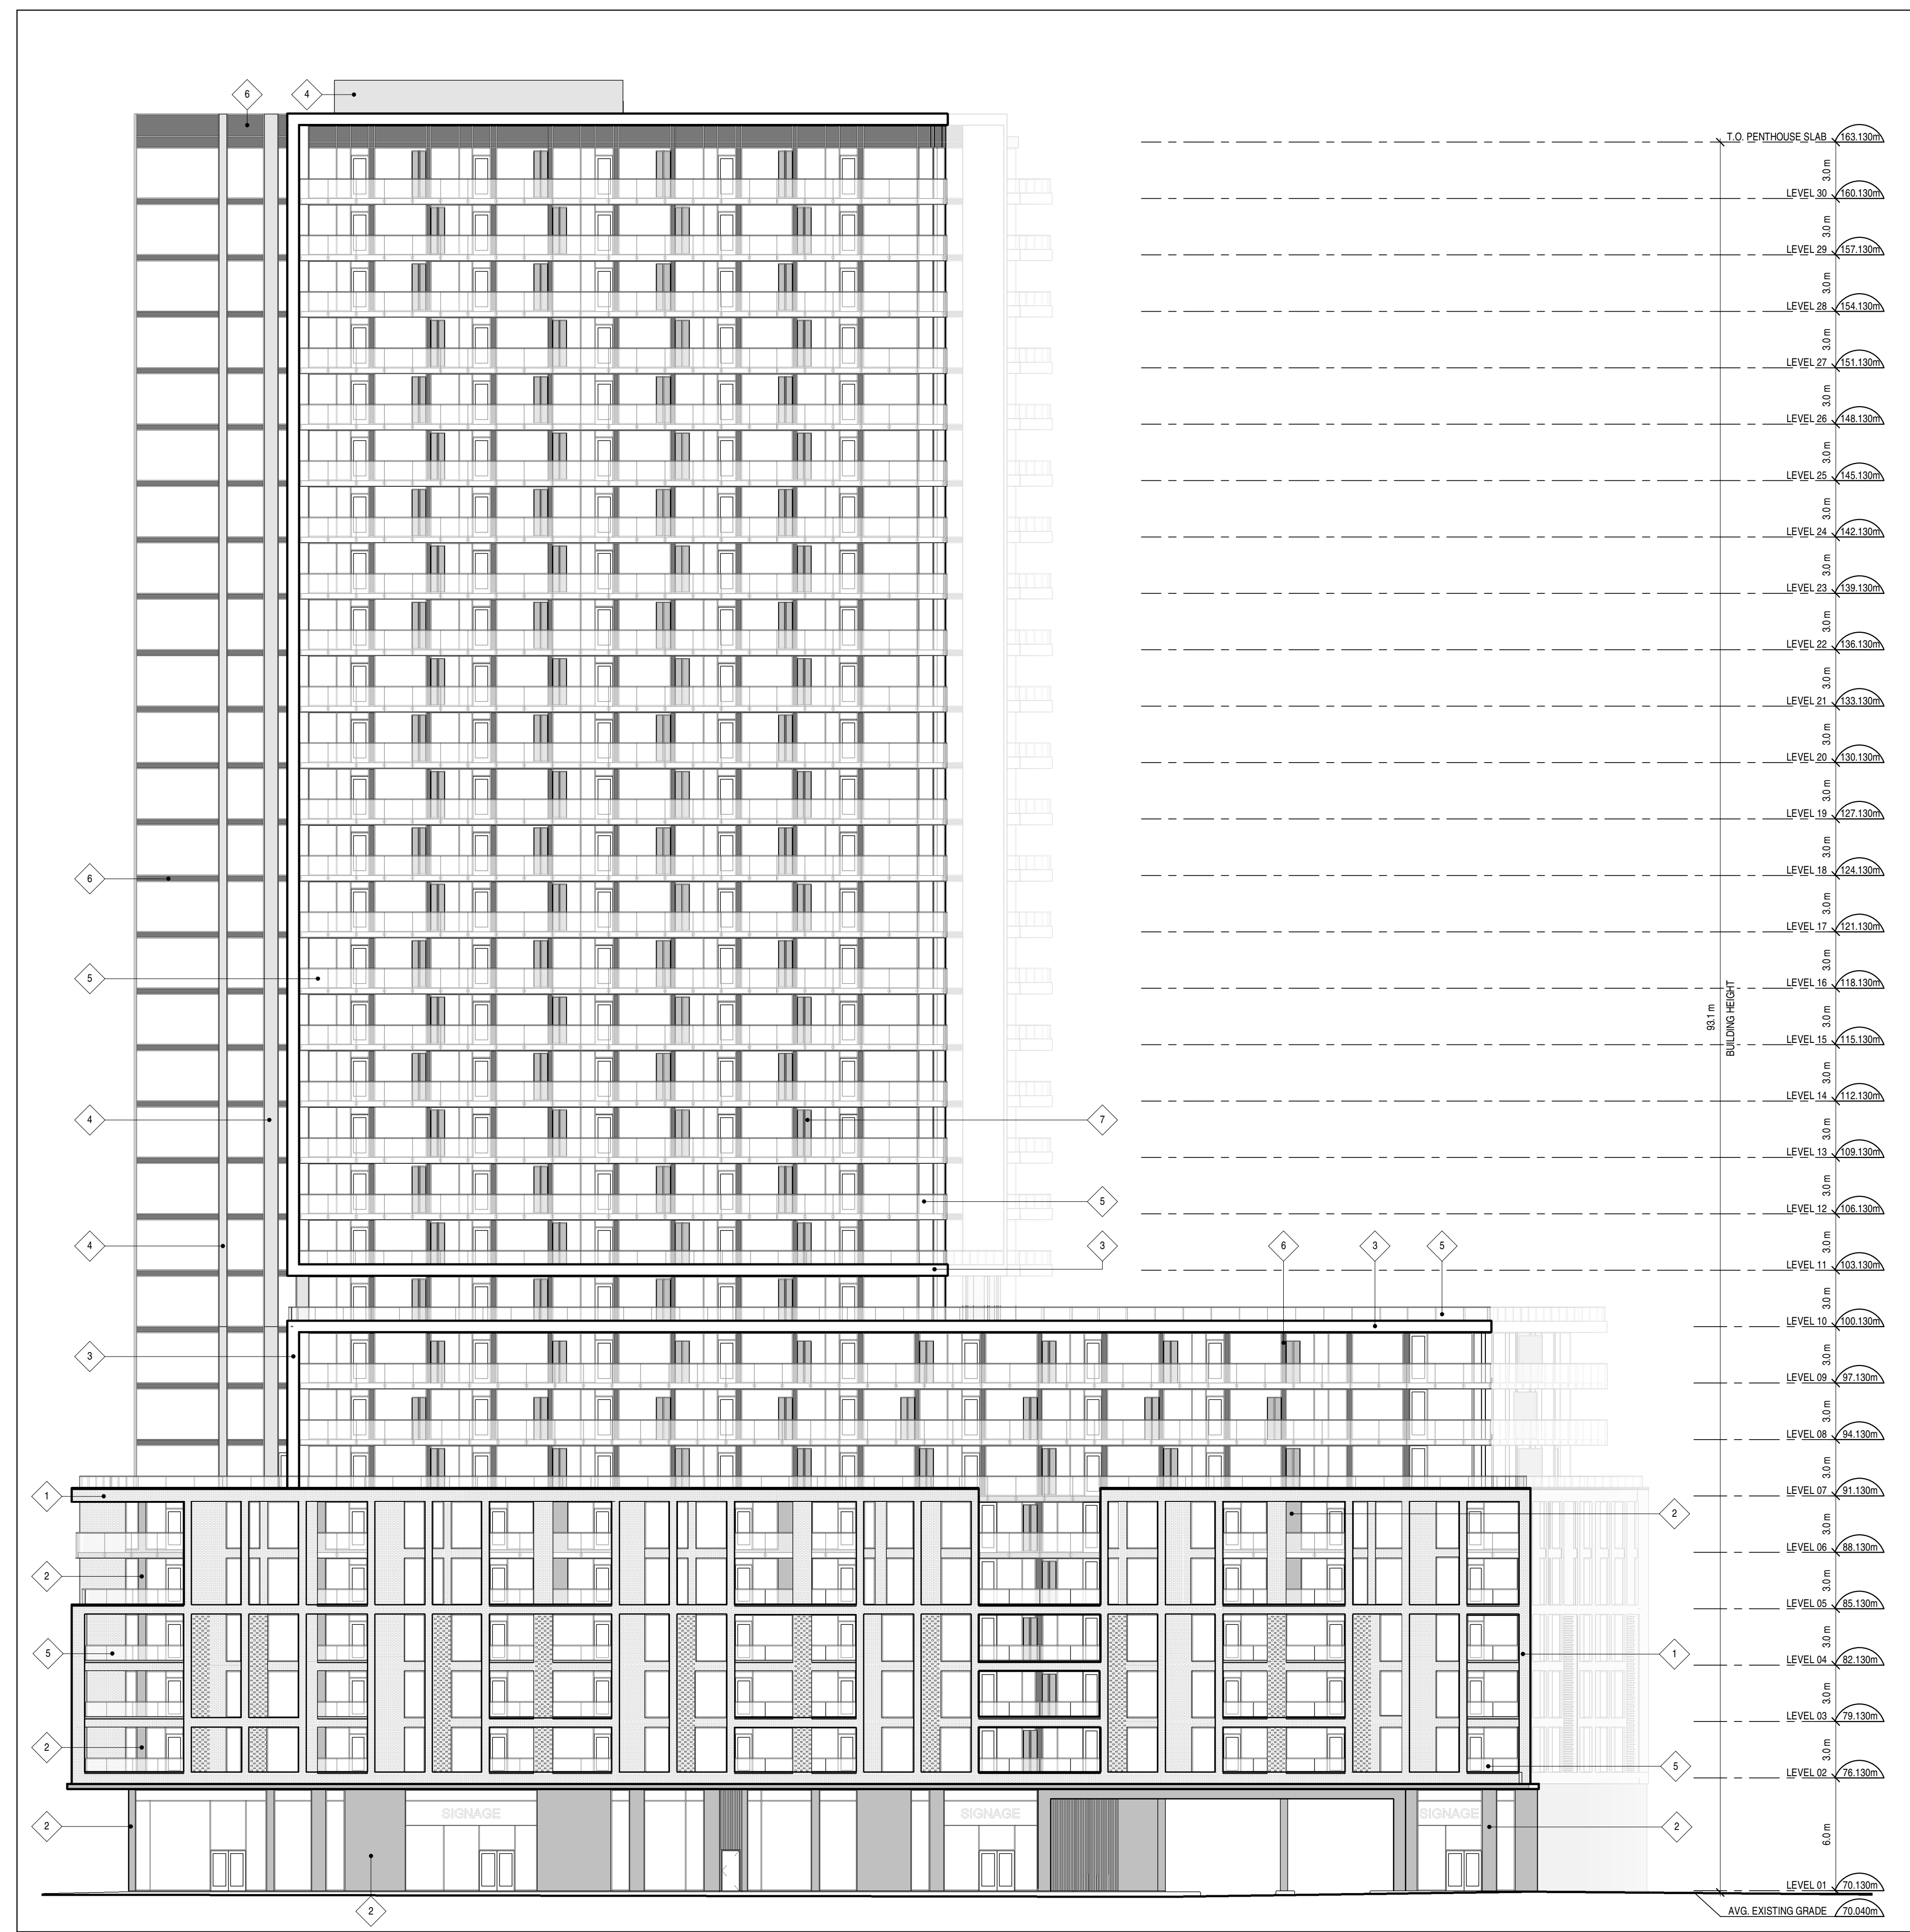 6
4
T.O. PENTHOUSE SLAB 163.130m
3.0 m
LEVEL 30 160.130m
3.0 m
LEVEL 29 157.130m
3.0 m
LEVEL 28 154.130m
3.0 m
LEVEL 27 151.130m
3.0 m
LEVEL 26 148.130m
3.0 m
LEVEL 25 145.130m
3.0 m
LEVEL 24 142.130m
3.0 m
LEVEL 23 139.130m
3.0 m
LEVEL 22 136.130m
3.0 m
LEVEL 21 133.130m
3.0 m
LEVEL 20 130.130m
3.0 m
LEVEL 19 127.130m
3.0 m
6
LEVEL 18 124.130m
3.0 m
LEVEL 17 121.130m
3.0 m
5
LEVEL 16 118.130m
93.1 m
BUILDING HEIGHT
3.0 m
LEVEL 15 115.130m
3.0 m
LEVEL 14 112.130m
4
7
3.0 m
LEVEL 13 109.130m
3.0 m
5
LEVEL 12 106.130m
4
3
6
3
5
3.0 m
LEVEL 11 103.130m
3.0 m
LEVEL 10 100.130m
3
3.0 m
LEVEL 09 97.130m
3.0 m
LEVEL 08 94.130m
3.0 m
1
LEVEL 07 91.130m
2
3.0 m
LEVEL 06 88.130m
2
3.0 m
LEVEL 05 85.130m
3.0 m
5
1
LEVEL 04 82.130m
3.0 m
LEVEL 03 79.130m
2
3.0 m
5
LEVEL 02 76.130m
SIGNAGE
SIGNAGE
SIGNAGE
2
2
6.0 m
LEVEL 01 70.130m
2
AVG. EXISTING GRADE 70.040m